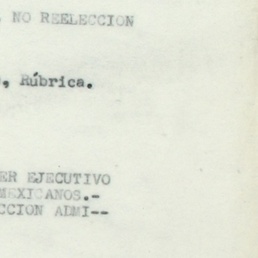 NO REELECCION
, Rúbrica.
ER EJECUTIVO
MEXICANOS.-
CCION ADMI--